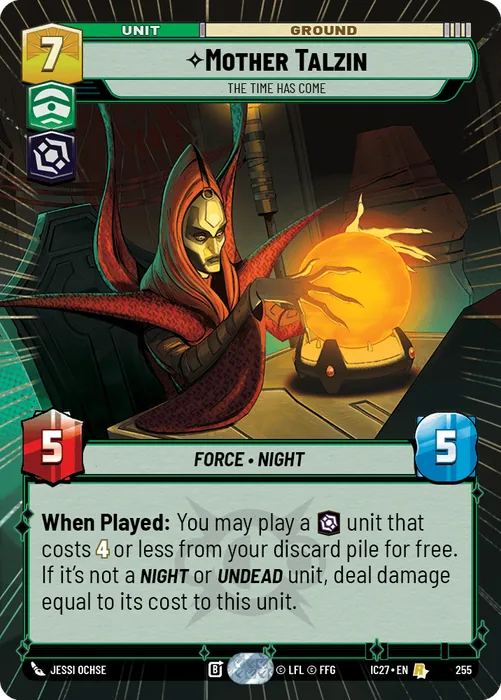 7
UNIT
GROUND
Mother Talzin
THE TIME HAS COME
5
FORCE • NIGHT
5
When Played: You may play a unit that
costs 4 or less from your discard pile for free.
If it's not a NIGHT or UNDEAD unit, deal damage
equal to its cost to this unit.
JESSI OCHSE
B
© LFL © FFG
IC27 • EN
R
255